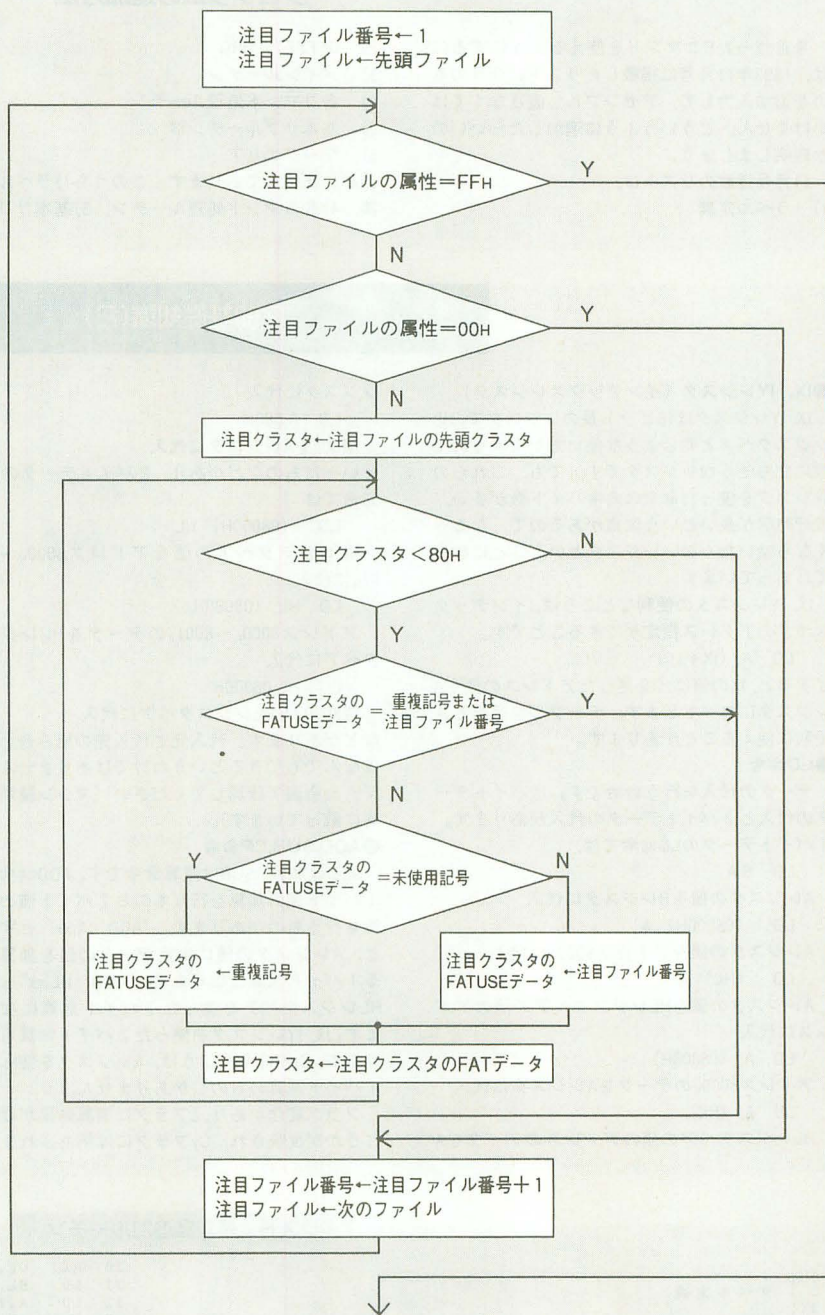 注目ファイル番号←1
注目ファイル←先頭ファイル
注目ファイルの属性=FFH
Y
N
注目ファイルの属性=00H
Y
N
注目クラスタ←注目ファイルの先頭クラスタ
注目クラスタ<80H
N
Y
注目クラスタの
FATUSEデータ
=
重複記号または
注目ファイル番号
Y
N
注目クラスタの
FATUSEデータ
=未使用記号
Y
N
注目クラスタの
FATUSEデータ
←重複記号
注目クラスタの
FATUSEデータ
←注目ファイル番号
注目クラスタ←注目クラスタのFATデータ
注目ファイル番号←注目ファイル番号+1
注目ファイル←次のファイル